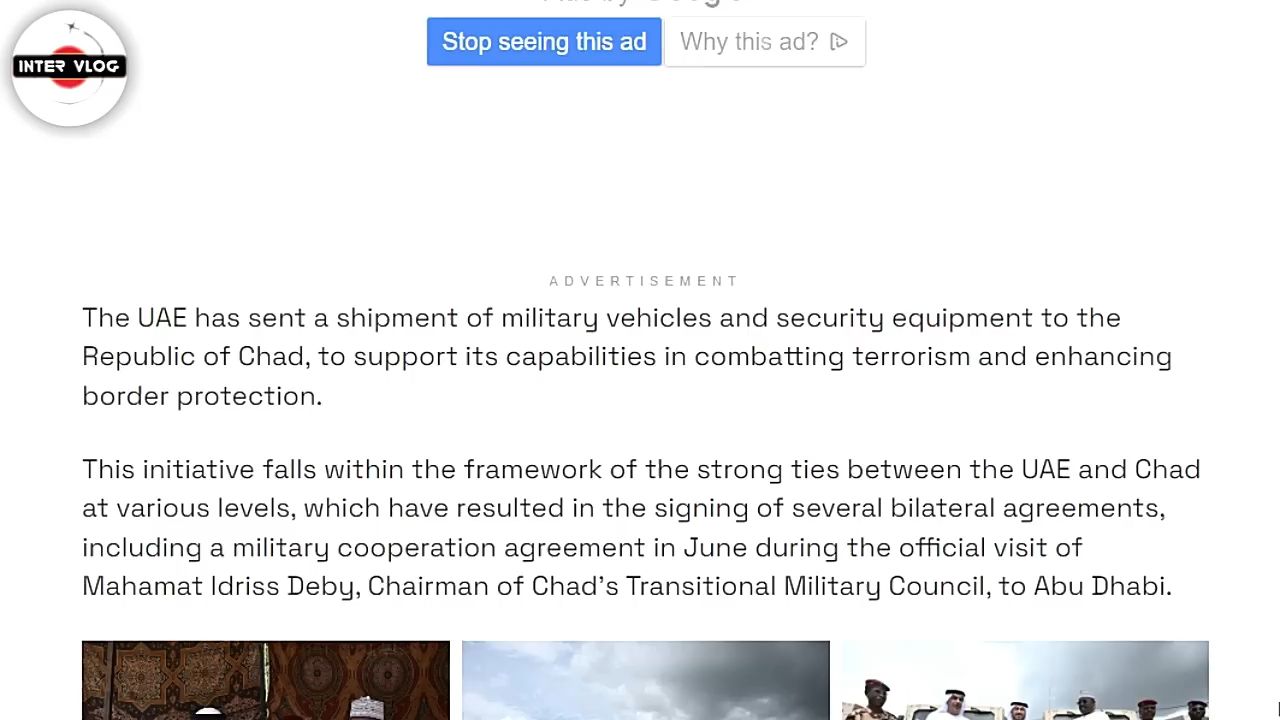 Stop seeing this ad
Why this ad?
INTER VLOG
ADVERTISEMENT
The UAE has sent a shipment of military vehicles and security equipment to the
Republic of Chad, to support its capabilities in combatting terrorism and enhancing
border protection.
This initiative falls within the framework of the strong ties between the UAE and Chad
at various levels, which have resulted in the signing of several bilateral agreements,
including a military cooperation agreement in June during the official visit of
Mahamat Idriss Deby, Chairman of Chad's Transitional Military Council, to Abu Dhabi.